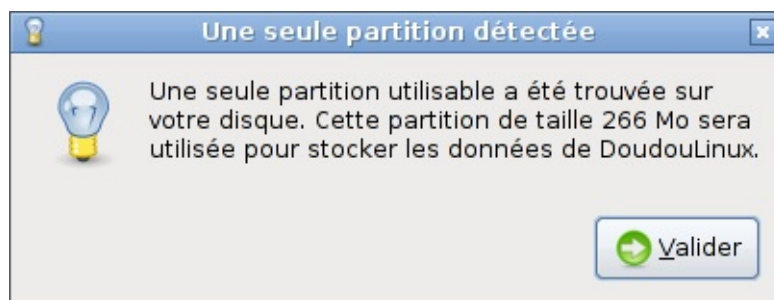 Une seule partition détectée
Une seule partition utilisable a été trouvée sur
votre disque. Cette partition de taille 266 Mo sera
utilisée pour stocker les données de DoudouLinux.
Valider